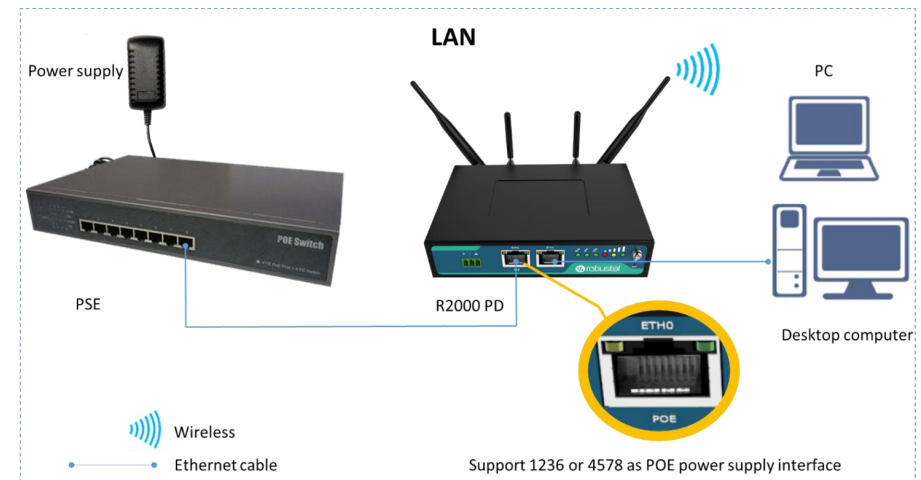 LAN
Power supply
PC
POE Switch
PSE
R2000 PD
robustel
Desktop computer
ETH0
POE
Wireless
Ethernet cable
Support 1236 or 4578 as POE power supply interface